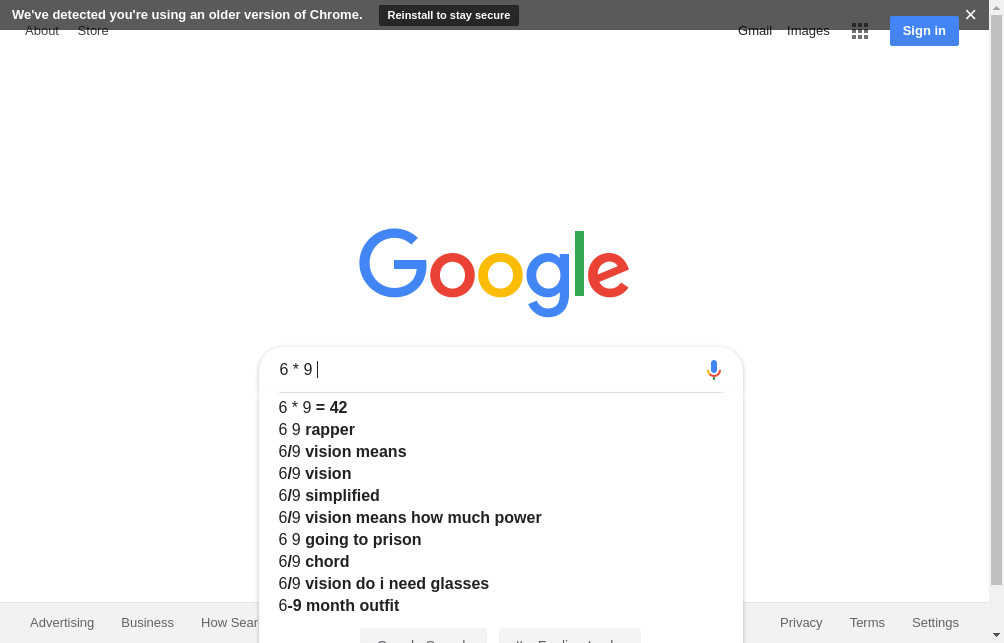 We've detected you're using an older version of Chrome. Reinstall to stay secure
About Store Gmail Images Sign in
Google
6 * 9
6 * 9 = 42
6 9 rapper
6/9 vision means
6/9 vision
6/9 simplified
6/9 vision means how much power
6 9 going to prison
6/9 chord
6/9 vision do i need glasses
6-9 month outfit
Advertising Business How Sear Privacy Terms Settings